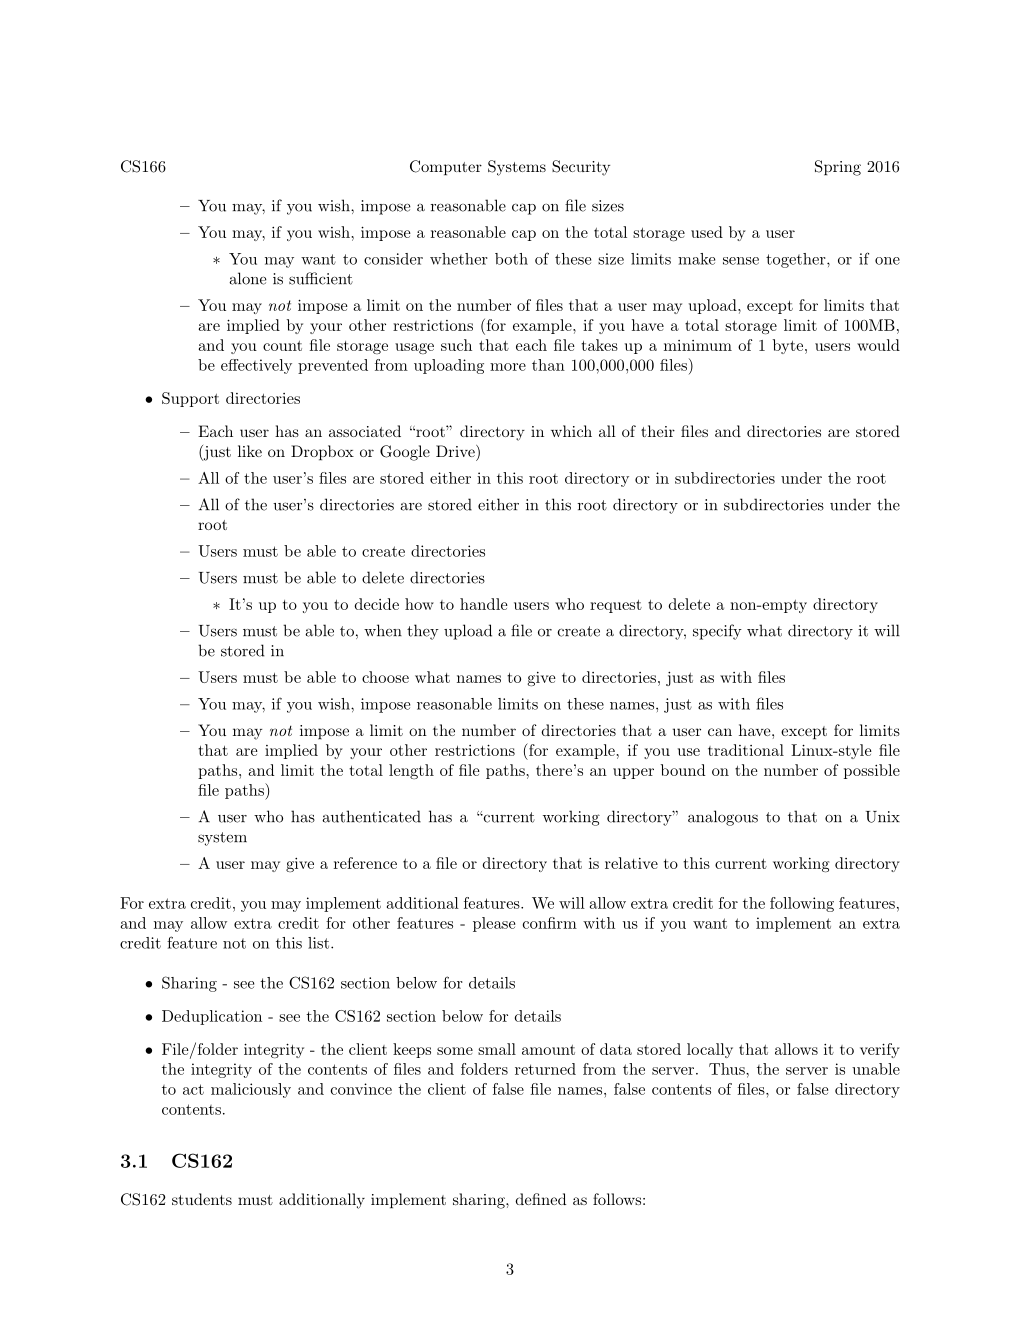 CS166 Computer Systems Security Spring 2016
– You may, if you wish, impose a reasonable cap on file sizes
– You may, if you wish, impose a reasonable cap on the total storage used by a user
∗ You may want to consider whether both of these size limits make sense together, or if one
alone is sufficient
– You may not impose a limit on the number of files that a user may upload, except for limits that
are implied by your other restrictions (for example, if you have a total storage limit of 100MB,
and you count file storage usage such that each file takes up a minimum of 1 byte, users would
be effectively prevented from uploading more than 100,000,000 files)
• Support directories
– Each user has an associated “root” directory in which all of their files and directories are stored
(just like on Dropbox or Google Drive)
– All of the user’s files are stored either in this root directory or in subdirectories under the root
– All of the user’s directories are stored either in this root directory or in subdirectories under the
root
– Users must be able to create directories
– Users must be able to delete directories
∗ It’s up to you to decide how to handle users who request to delete a non-empty directory
– Users must be able to, when they upload a file or create a directory, specify what directory it will
be stored in
– Users must be able to choose what names to give to directories, just as with files
– You may, if you wish, impose reasonable limits on these names, just as with files
– You may not impose a limit on the number of directories that a user can have, except for limits
that are implied by your other restrictions (for example, if you use traditional Linux-style file
paths, and limit the total length of file paths, there’s an upper bound on the number of possible
file paths)
– A user who has authenticated has a “current working directory” analogous to that on a Unix
system
– A user may give a reference to a file or directory that is relative to this current working directory
For extra credit, you may implement additional features. We will allow extra credit for the following features,
and may allow extra credit for other features - please confirm with us if you want to implement an extra
credit feature not on this list.
• Sharing - see the CS162 section below for details
• Deduplication - see the CS162 section below for details
• File/folder integrity - the client keeps some small amount of data stored locally that allows it to verify
the integrity of the contents of files and folders returned from the server. Thus, the server is unable
to act maliciously and convince the client of false file names, false contents of files, or false directory
contents.
3.1 CS162
CS162 students must additionally implement sharing, defined as follows:
3